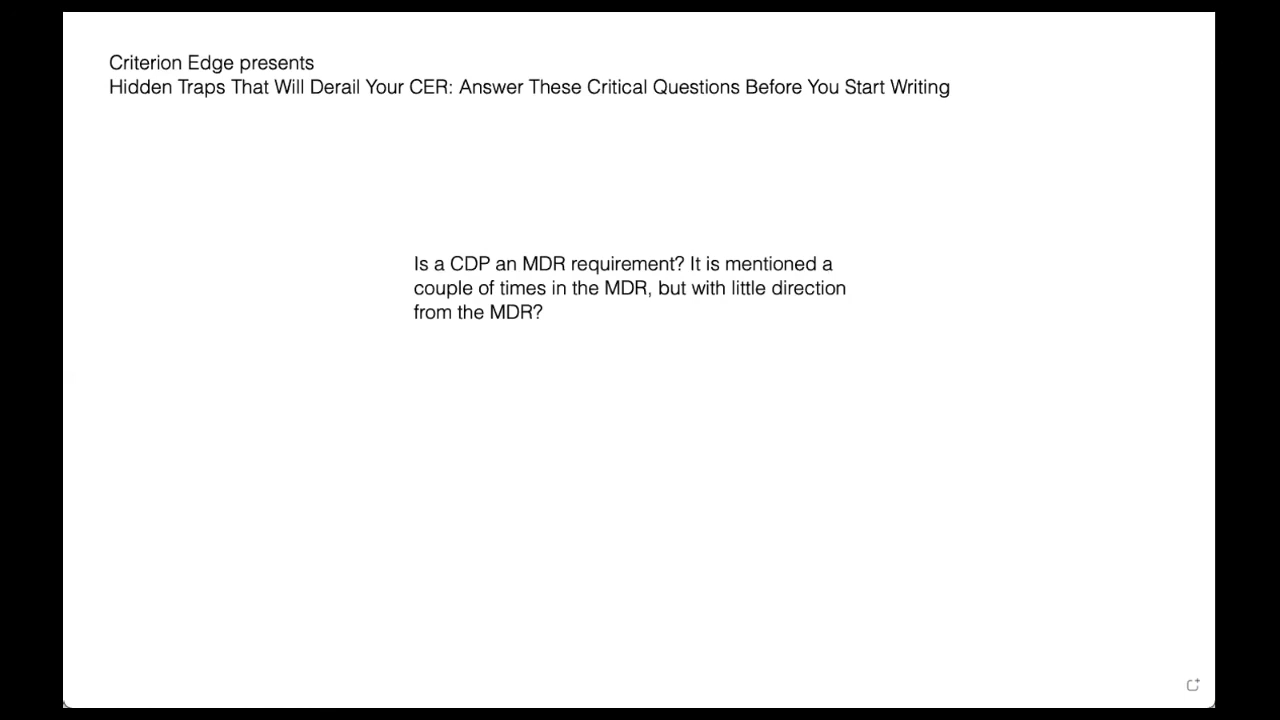 Criterion Edge presents
Hidden Traps That Will Derail Your CER: Answer These Critical Questions Before You Start Writing
Is a CDP an MDR requirement? It is mentioned a
couple of times in the MDR, but with little direction
from the MDR?